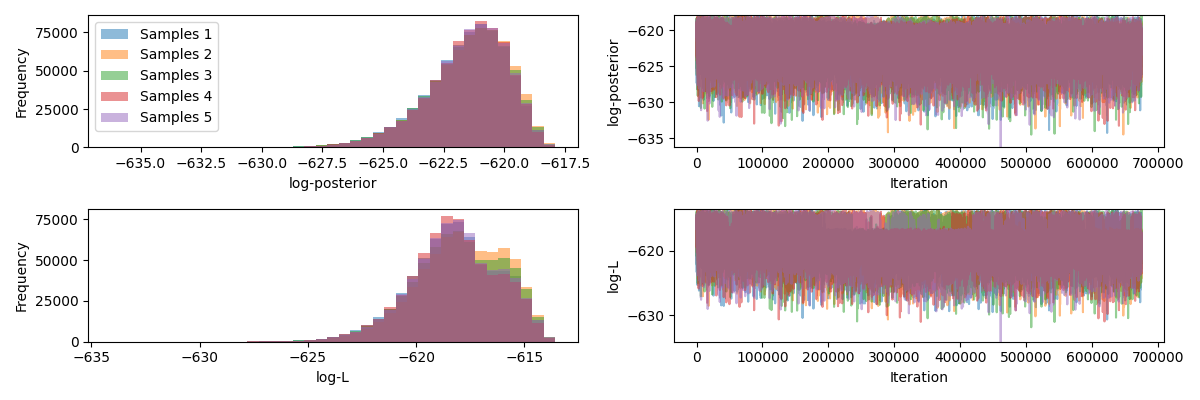 Frequency
75000
50000
25000
0
Samples 1
Samples 2
Samples 3
Samples 4
Samples 5
−635.0 −632.5 −630.0 −627.5 −625.0 −622.5 −620.0 −617.5
log-posterior
log-posterior
−620
−625
−630
−635
0 100000 200000 300000 400000 500000 600000 700000
Iteration
Frequency
75000
50000
25000
0
−635 −630 −625 −620 −615
log-L
log-L
−620
−630
0 100000 200000 300000 400000 500000 600000 700000
Iteration